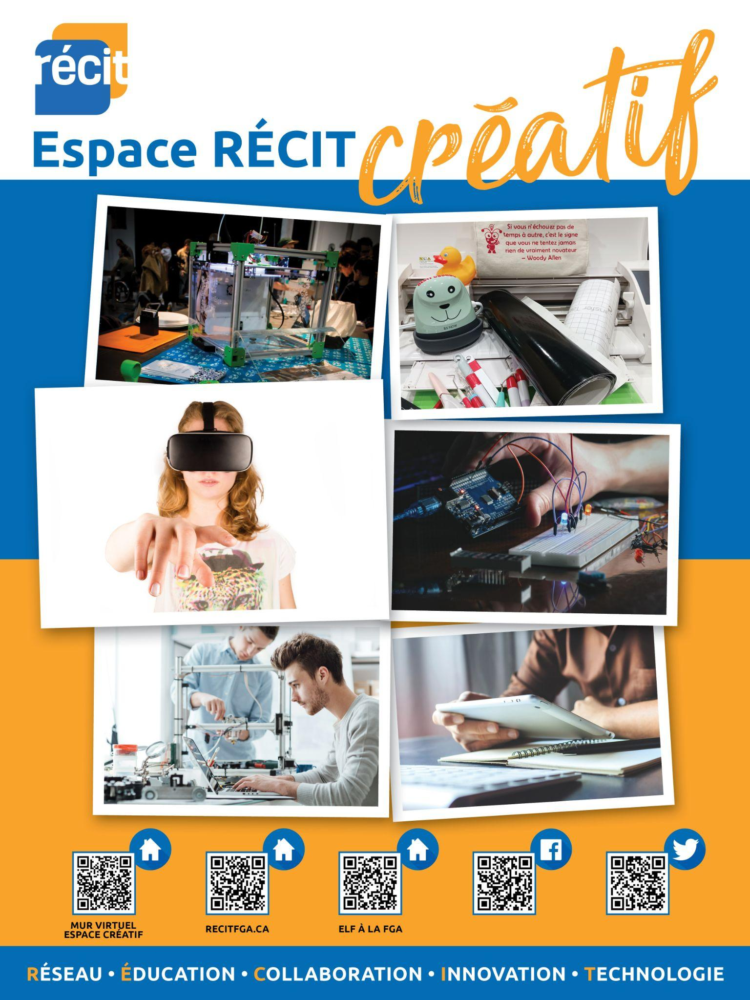 récit
Espace RÉCIT créatif
Si vous n'échouez pas de
temps à autre, c'est le signe
que vous ne tentez jamais
rien de vraiment novateur
– Woody Allen
BS NOW
MUR VIRTUEL
ESPACE CRÉATIF
RECITFGA.CA
ELF À LA FGA
RÉSEAU • ÉDUCATION • COLLABORATION • INNOVATION • TECHNOLOGIE